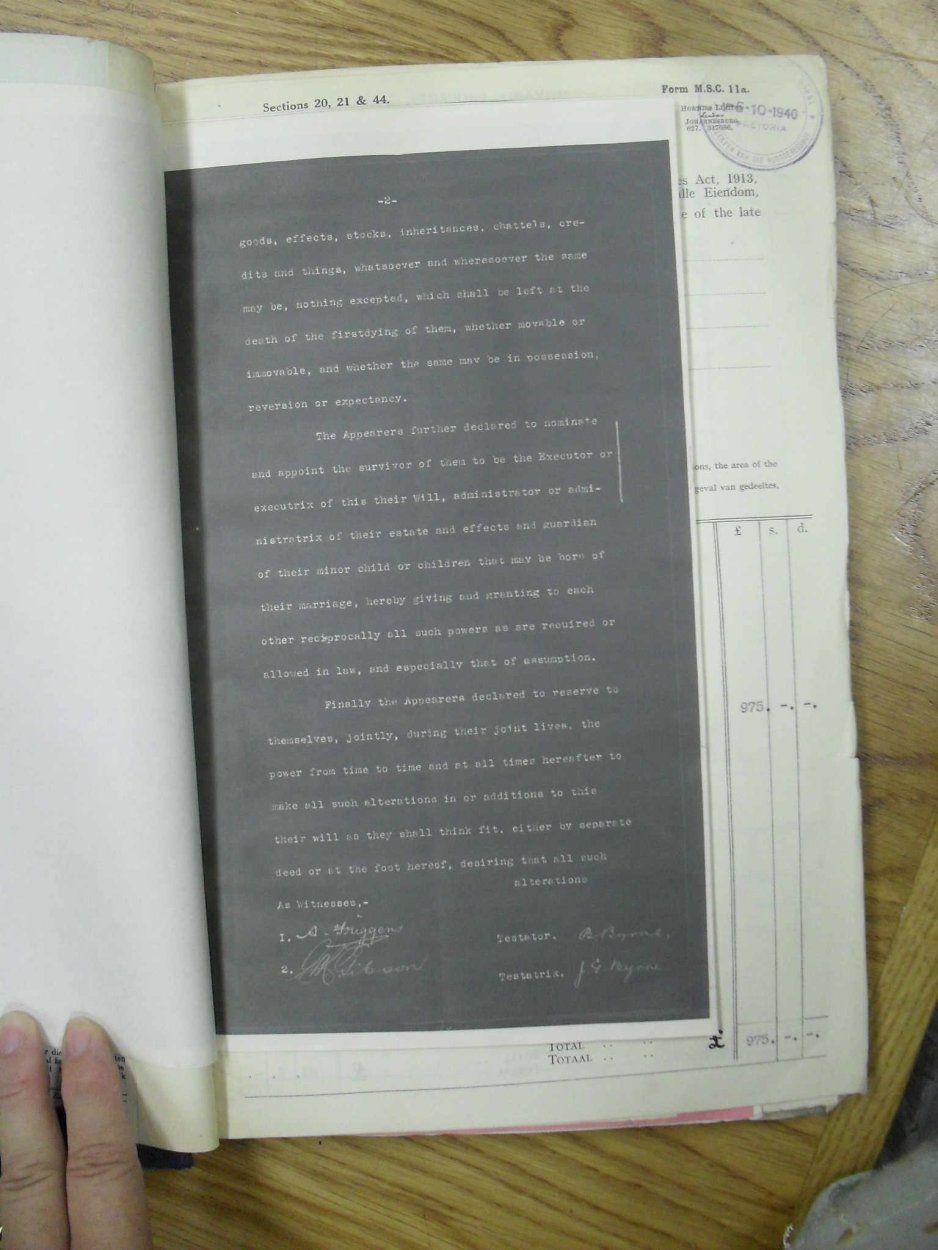 Sections 20, 21 & 44.
Form M.S.C. 11a.
6-10-1940
PRETORIA
JOHANNESBURG.
es Act, 1913,
lle Eiendom,
e of the late
-2-
goods, effects, stocks, inheritances, chattels, cre-
dits and things, whatsoever and wheresoever the same
may be, nothing excepted, which shall be left at the
death of the firstdying of them, whether movable or
immovable, and whether the same may be in possession,
reversion or expectancy.
The Appearers further declared to nominate
and appoint the survivor of them to be the Executor or
executrix of this their Will, administrator or admi-
nistratrix of their estate and effects and guardian
of their minor child or children that may be born of
their marriage, hereby giving and granting to each
other reciprocally all such powers as are required or
allowed in law, and especially that of assumption.
Finally the Appearers declared to reserve to
themselves, jointly, during their joint lives, the
power from time to time and at all times hereafter to
make all such alterations in or additions to this
their will as they shall think fit, either by separate
deed or at the foot hereof, desiring that all such
alterations
As Witnesses,-
1. A. Griggens
2. Gibson
Testator. B Byrne,
Testatrix. J G Byrne
ons, the area of the
geval van gedeeltes,
£ s. d.
975. -. -.
TOTAL .. .. £ 975. -. -.
TOTAAL .. ..